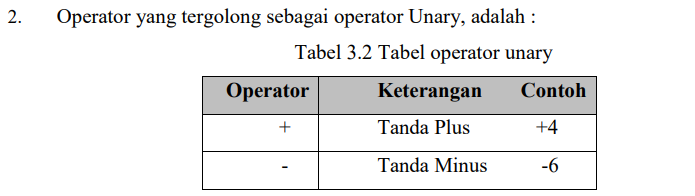 2. Operator yang tergolong sebagai operator Unary, adalah :
Tabel 3.2 Tabel operator unary
Operator Keterangan Contoh
+ Tanda Plus +4
- Tanda Minus -6